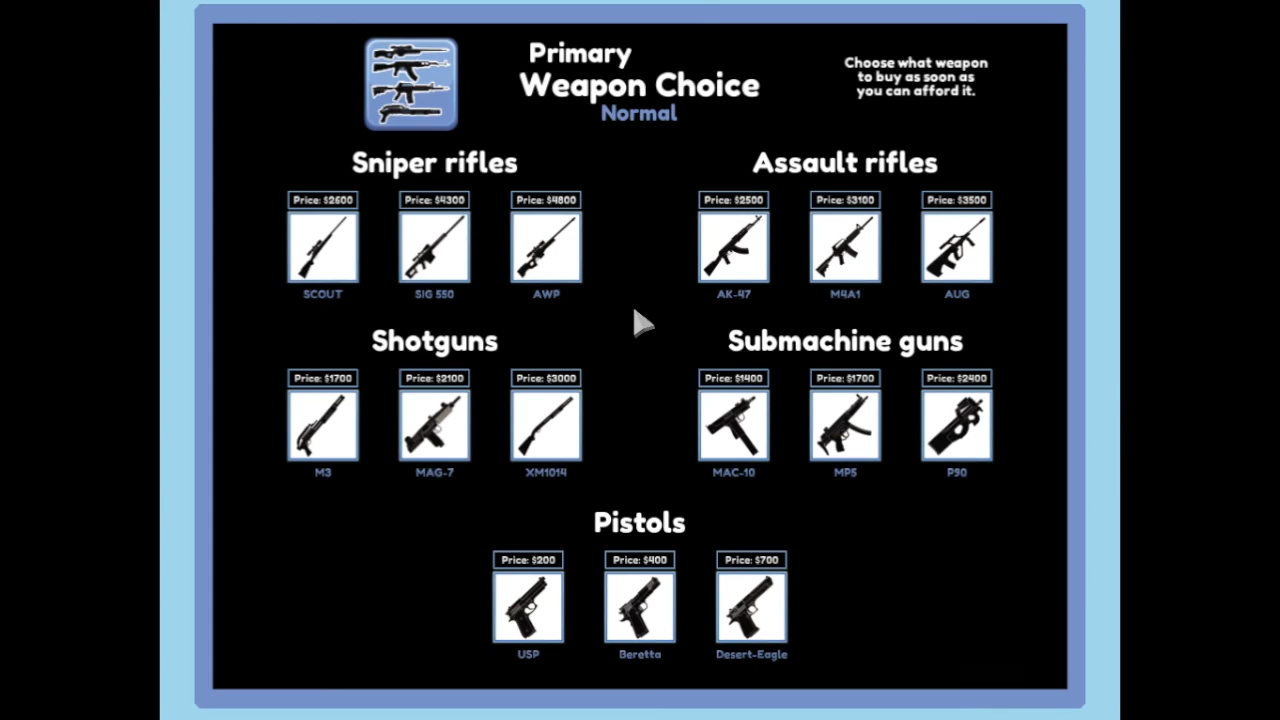 Primary
Weapon Choice
Normal
Choose what weapon
to buy as soon as
you can afford it.
Sniper rifles
Price: $2600
Price: $4300
Price: $4800
SCOUT
SIG 550
AWP
Assault rifles
Price: $2500
Price: $3100
Price: $3500
AK-47
M4A1
AUG
Shotguns
Price: $1700
Price: $2100
Price: $3000
M3
MAG-7
XM1014
Submachine guns
Price: $1400
Price: $1700
Price: $2400
MAC-10
MP5
P90
Pistols
Price: $200
Price: $400
Price: $700
USP
Beretta
Desert-Eagle